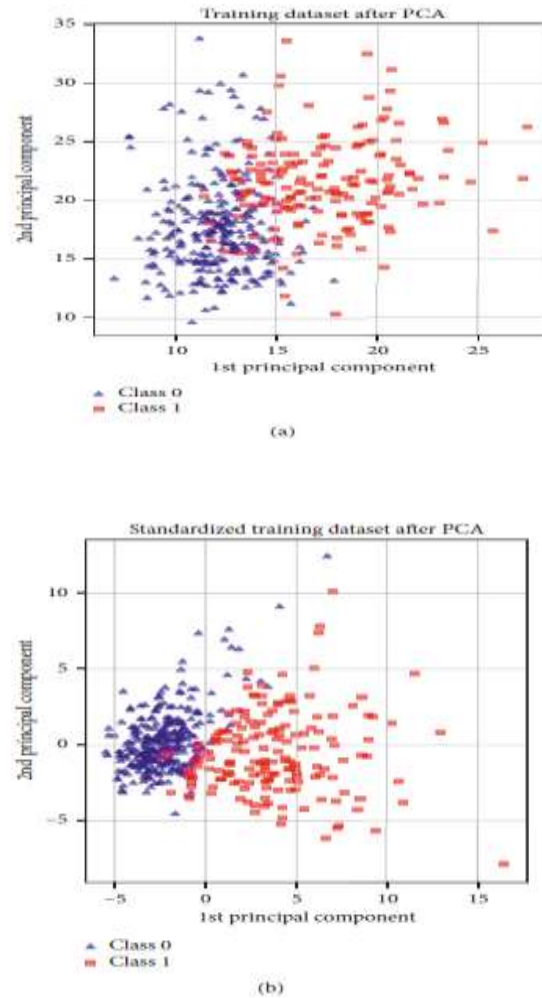 Training dataset after PCA
35
30
25
20
15
10
2nd principal component
10 15 20 25
1st principal component
Class 0
Class 1
(a)
Standardized training dataset after PCA
10
5
0
−5
2nd principal component
−5 0 5 10 15
1st principal component
Class 0
Class 1
(b)